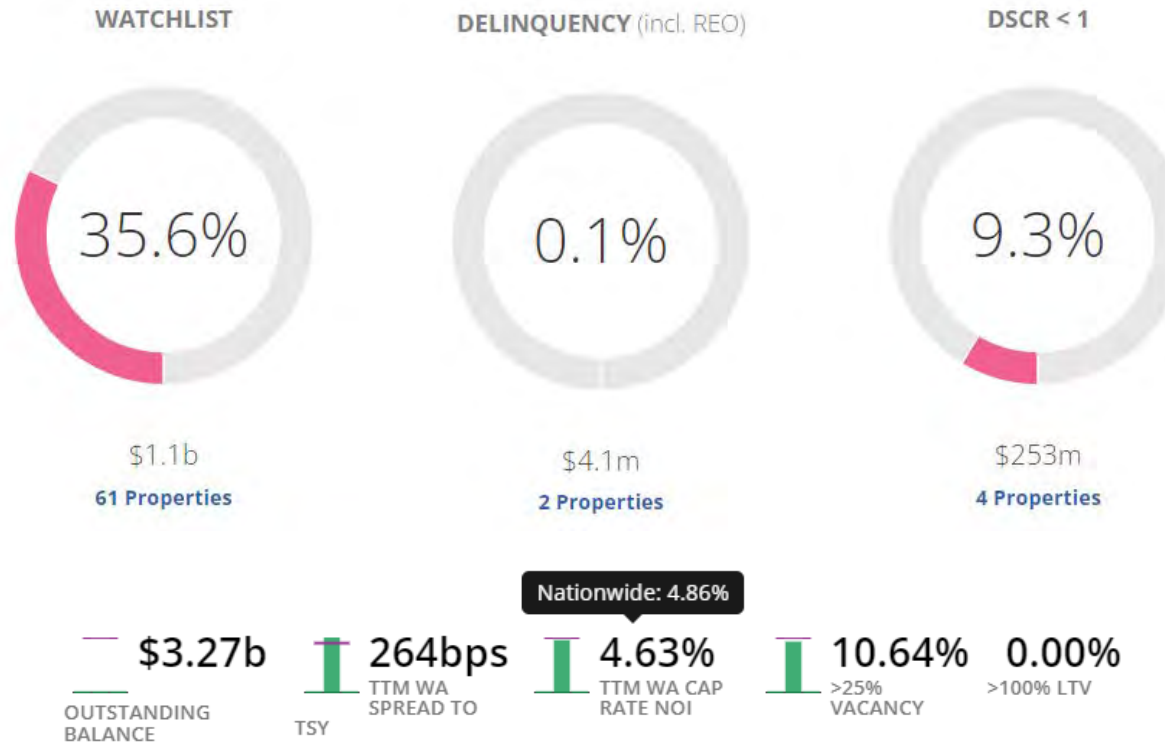 WATCHLIST
DELINQUENCY (incl. REO)
DSCR < 1
35.6%
0.1%
9.3%
$1.1b
$4.1m
$253m
61 Properties
2 Properties
4 Properties
Nationwide: 4.86%
$3.27b
OUTSTANDING
BALANCE
264bps
TTM WA
SPREAD TO
TSY
4.63%
TTM WA CAP
RATE NOI
10.64%
>25%
VACANCY
0.00%
>100% LTV